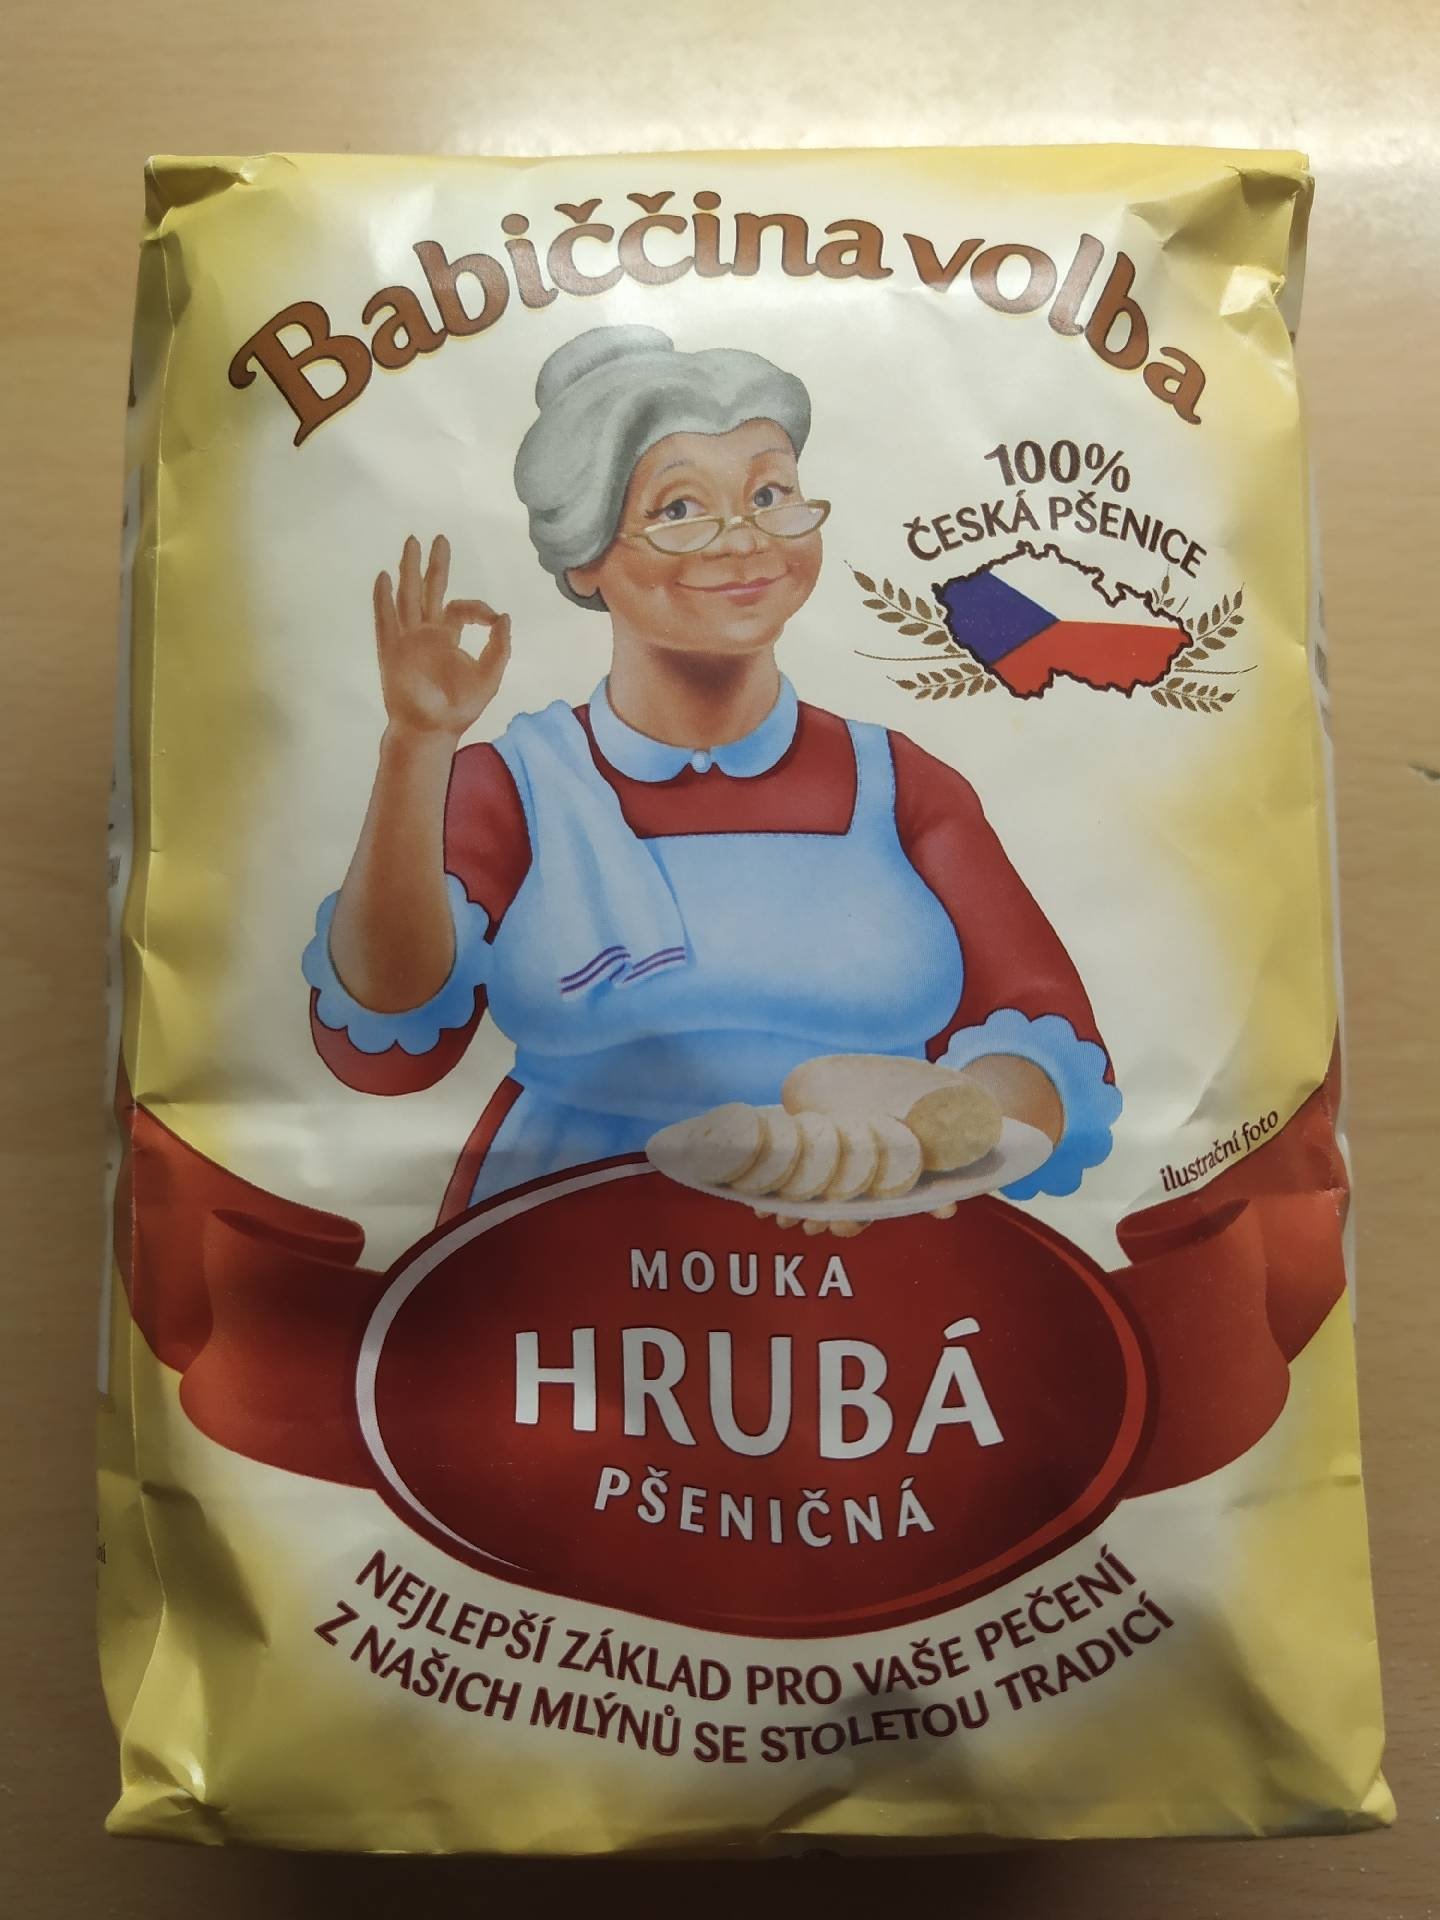 Babiččina volba
100%
ČESKÁ PŠENICE
ilustrační foto
MOUKA
HRUBÁ
PŠENIČNÁ
NEJLEPŠÍ ZÁKLAD PRO VAŠE PEČENÍ
Z NAŠICH MLÝNŮ SE STOLETOU TRADICÍ